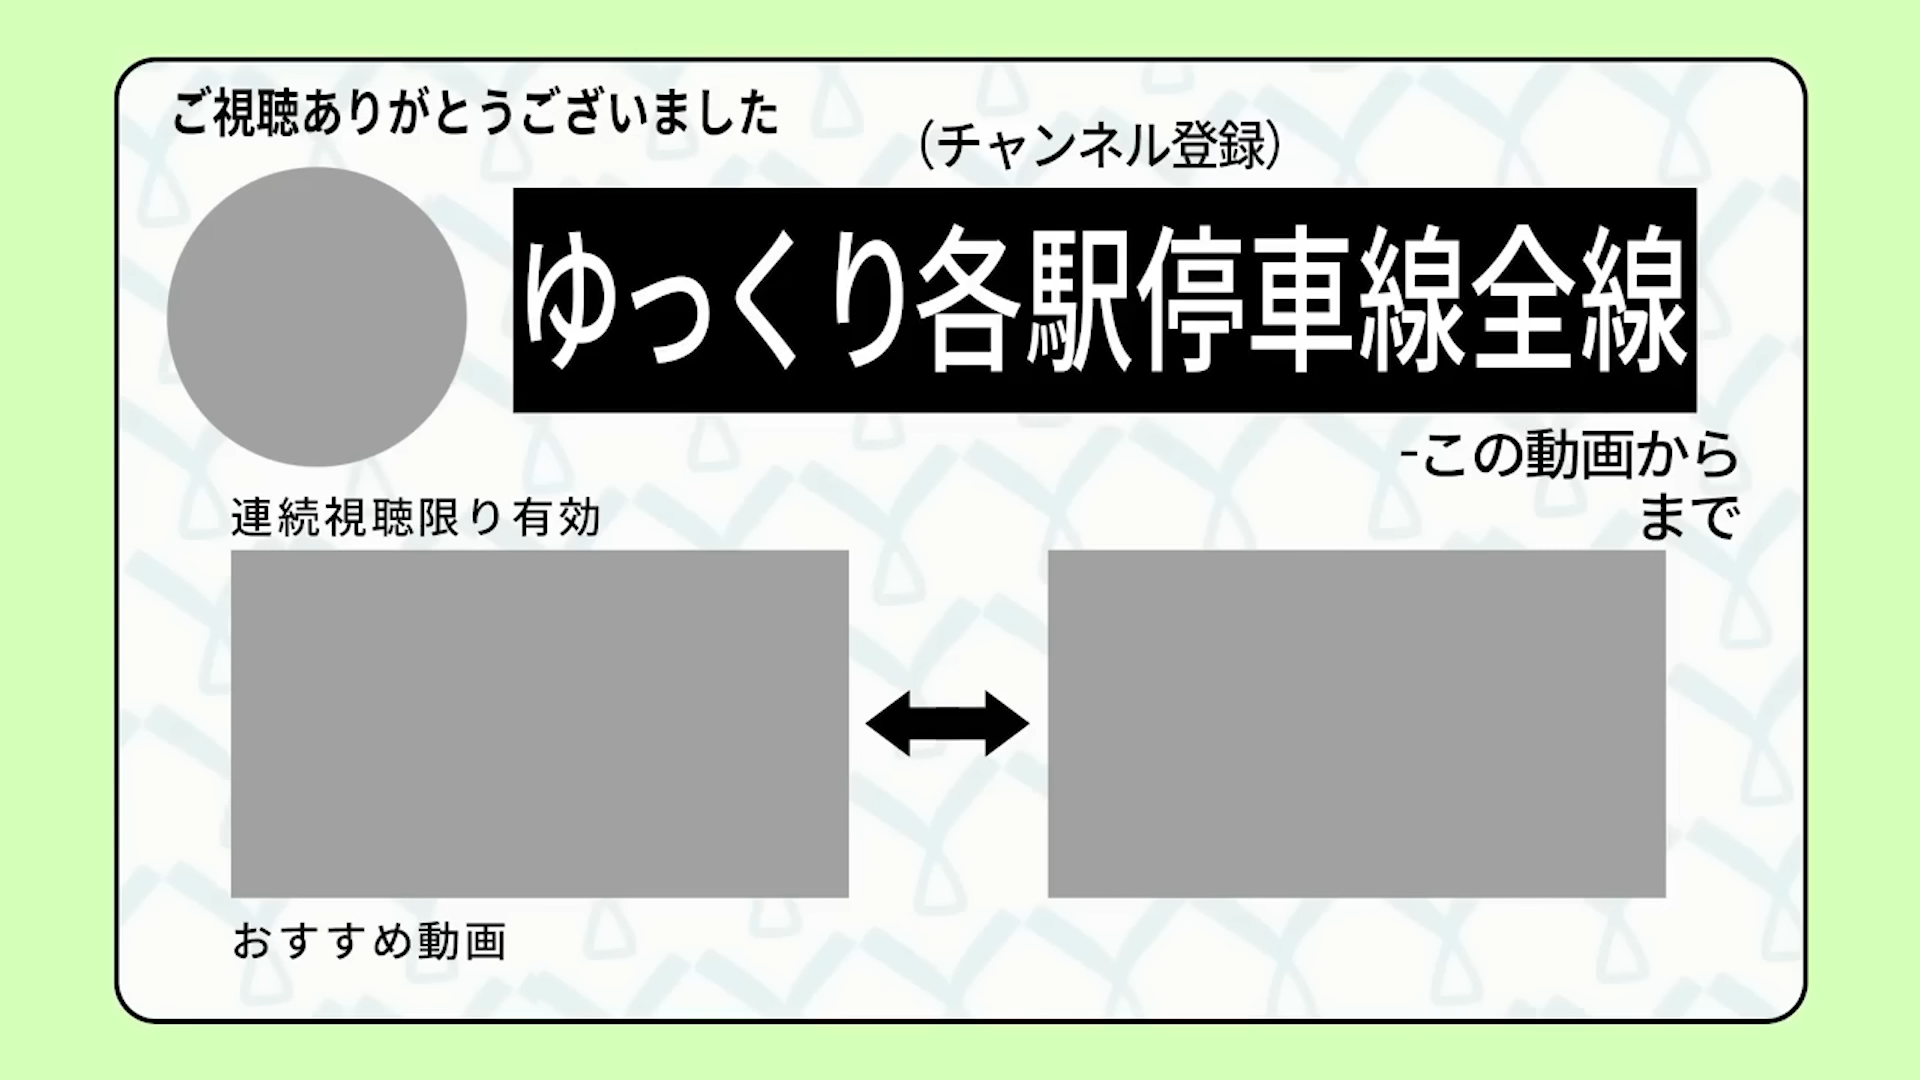 ご視聴ありがとうございました
（チャンネル登録）
ゆっくり各駅停車線全線
-この動画から
まで
連続視聴限り有効
おすすめ動画